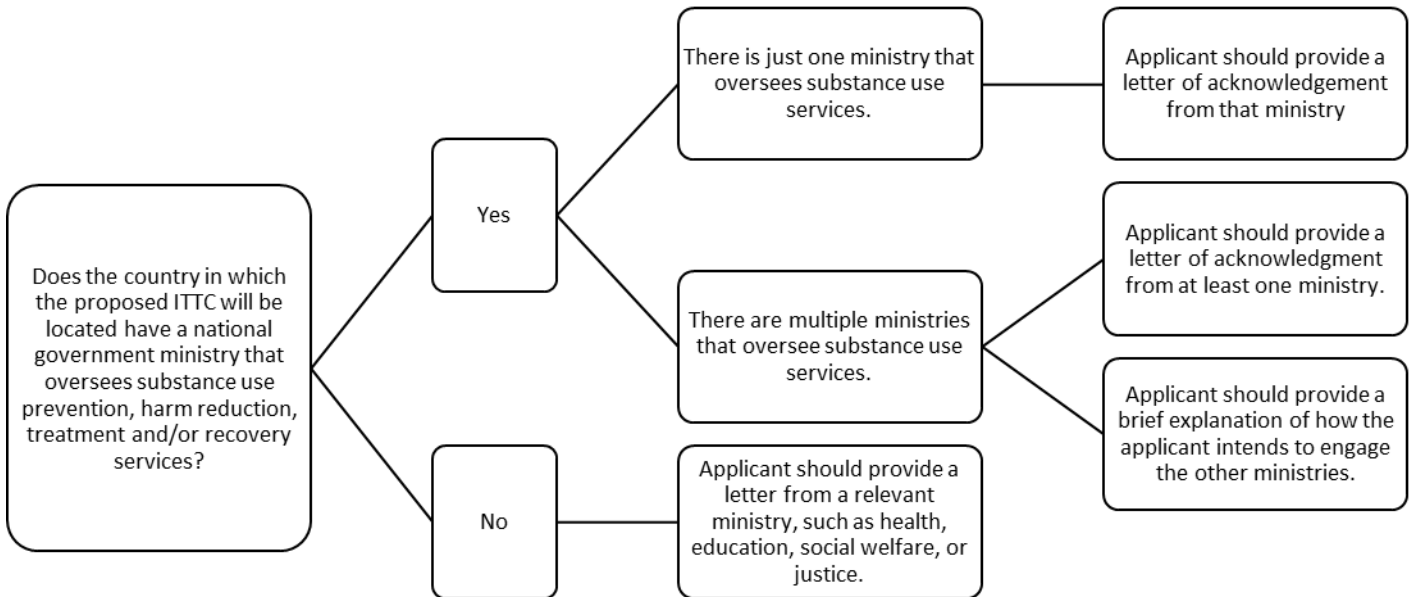 Does the country in which
the proposed ITTC will be
located have a national
government ministry that
oversees substance use
prevention, harm reduction,
treatment and/or recovery
services?
Yes
There is just one ministry that
oversees substance use
services.
Applicant should provide a
letter of acknowledgement
from that ministry
There are multiple ministries
that oversee substance use
services.
Applicant should provide a
letter of acknowledgment
from at least one ministry.
Applicant should provide a
brief explanation of how the
applicant intends to engage
the other ministries.
No
Applicant should provide a
letter from a relevant
ministry, such as health,
education, social welfare, or
justice.